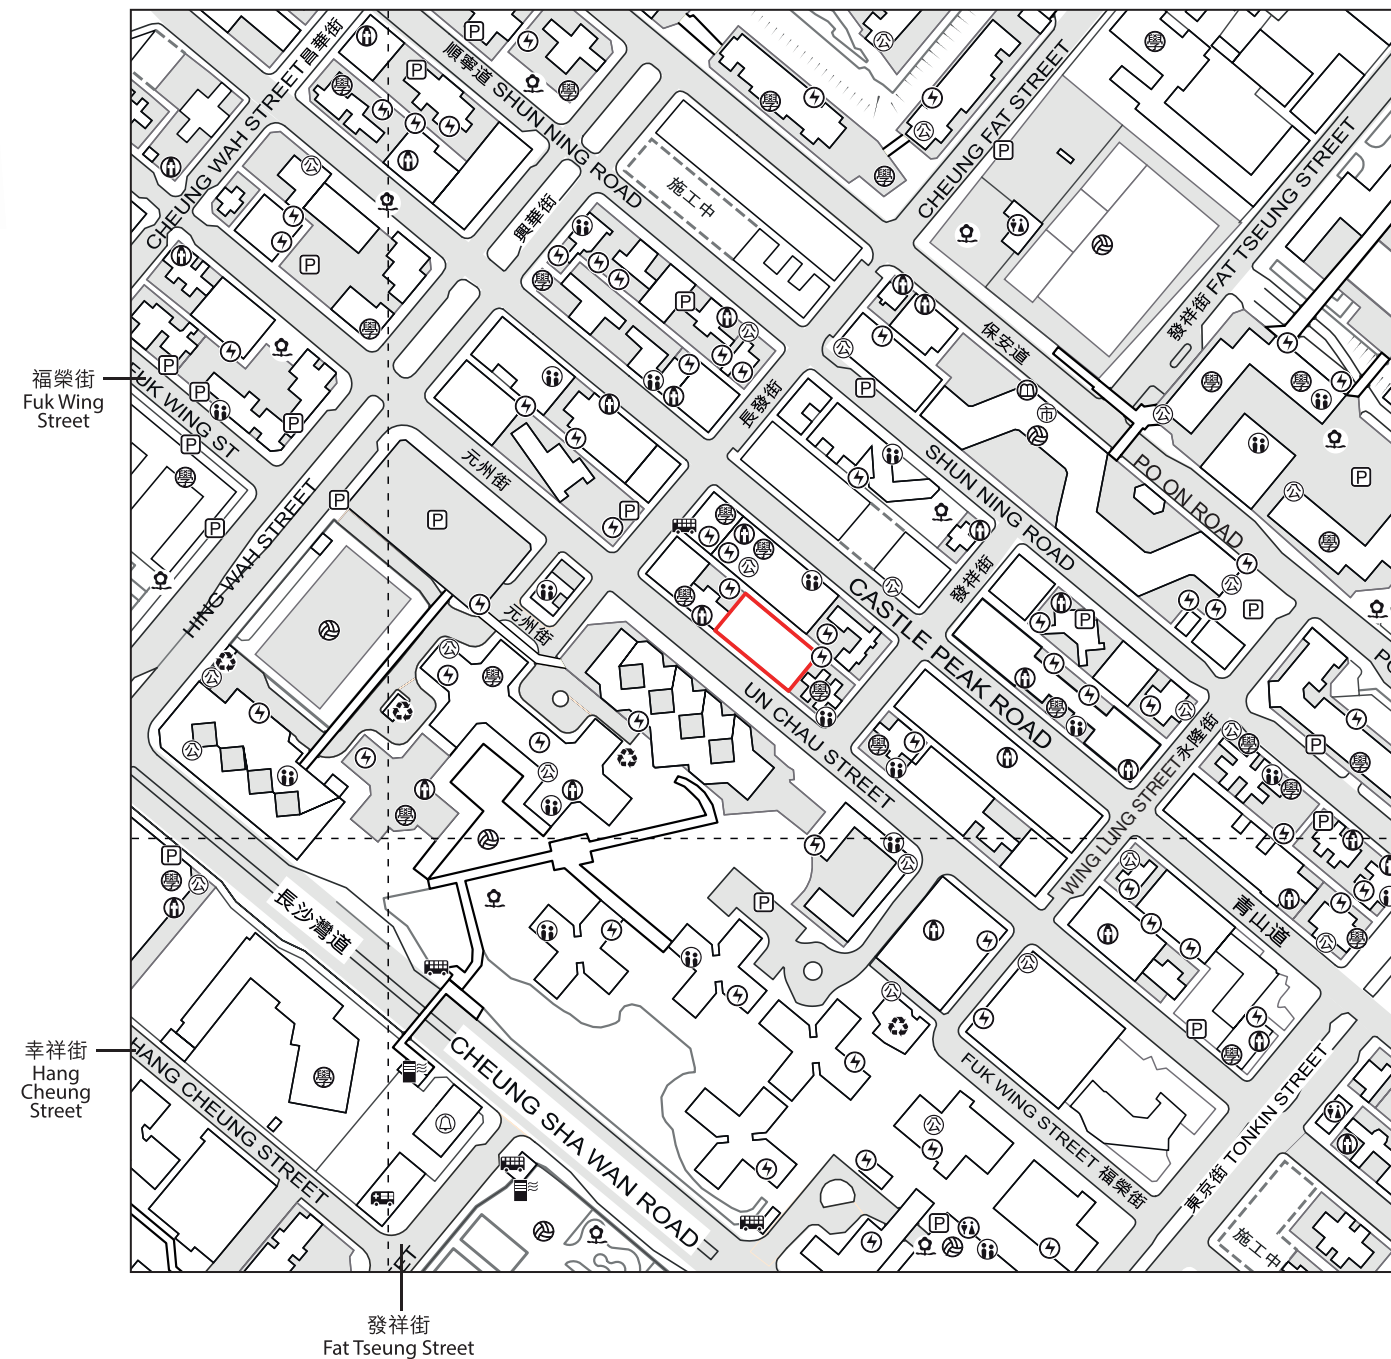 CHEUNG WAH STREET 昌華街
順寧道 SHUN NING ROAD
CHEUNG FAT STREET
發祥街 FAT TSEUNG STREET
興華街
施工中
保安道
PO ON ROAD
福榮街
Fuk Wing
Street
FUK WING ST
HING WAH STREET
元州街
元州街
長發街
SHUN NING ROAD
發祥街
CASTLE PEAK ROAD
UN CHAU STREET
WING LUNG STREET 永隆街
青山道
長沙灣道
CHEUNG SHA WAN ROAD
幸祥街
Hang
Cheung
Street
HANG CHEUNG STREET
FUK WING STREET 福榮街
東京街 TONKIN STREET
施工中
ET
PO
發祥街
Fat Tseung Street
P
學
公
市